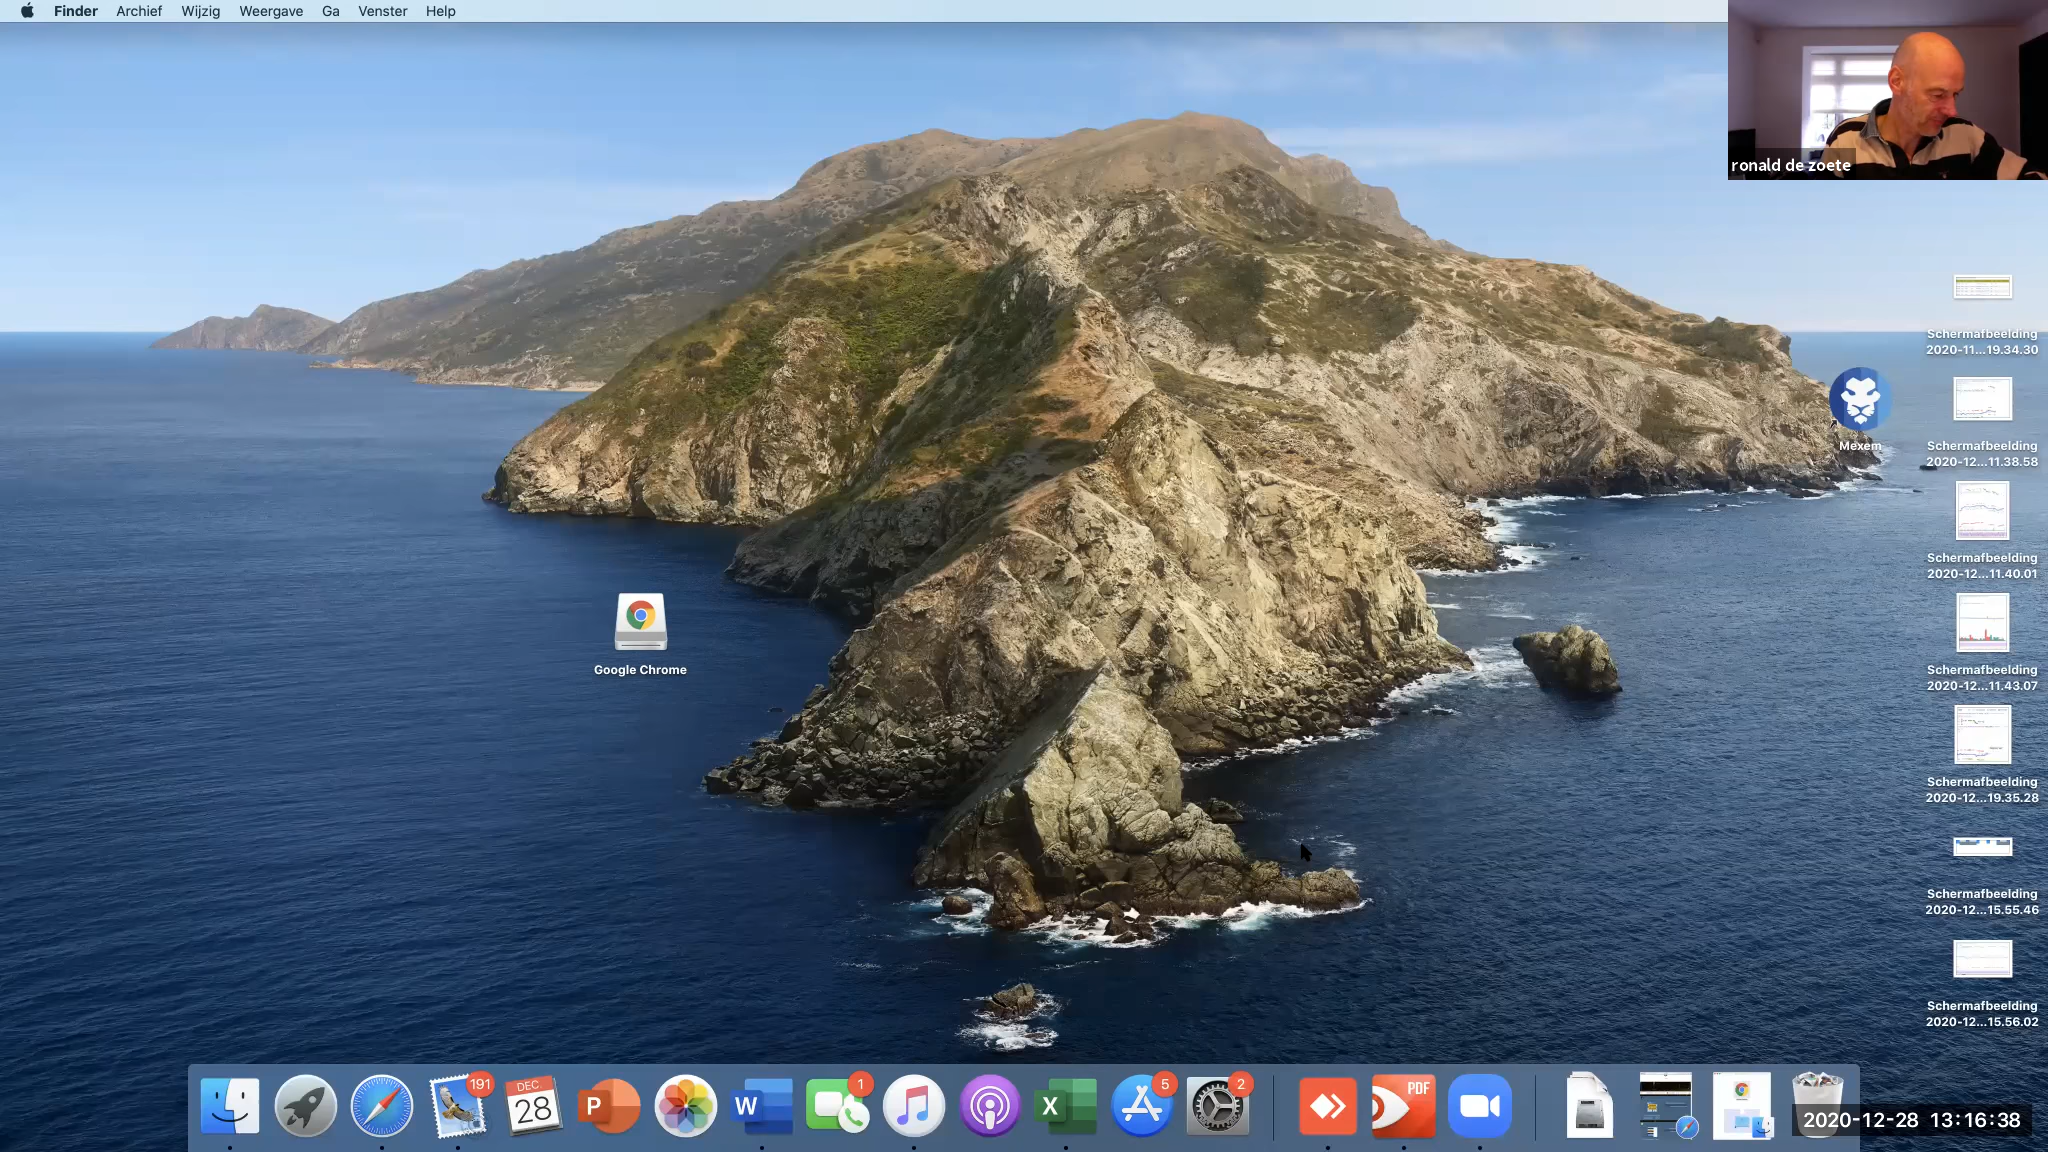 Finder Archief Wijzig Weergave Ga Venster Help
ronald de zoete
Schermafbeelding
2020-11...19.34.30
Mexem
Schermafbeelding
2020-12...11.38.58
Schermafbeelding
2020-12...11.40.01
Google Chrome
Schermafbeelding
2020-12...11.43.07
Schermafbeelding
2020-12...19.35.28
Schermafbeelding
2020-12...15.55.46
Schermafbeelding
2020-12...15.56.02
191
DEC.
28
P
W
1
X
5
2
PDF
2020-12-28 13:16:38